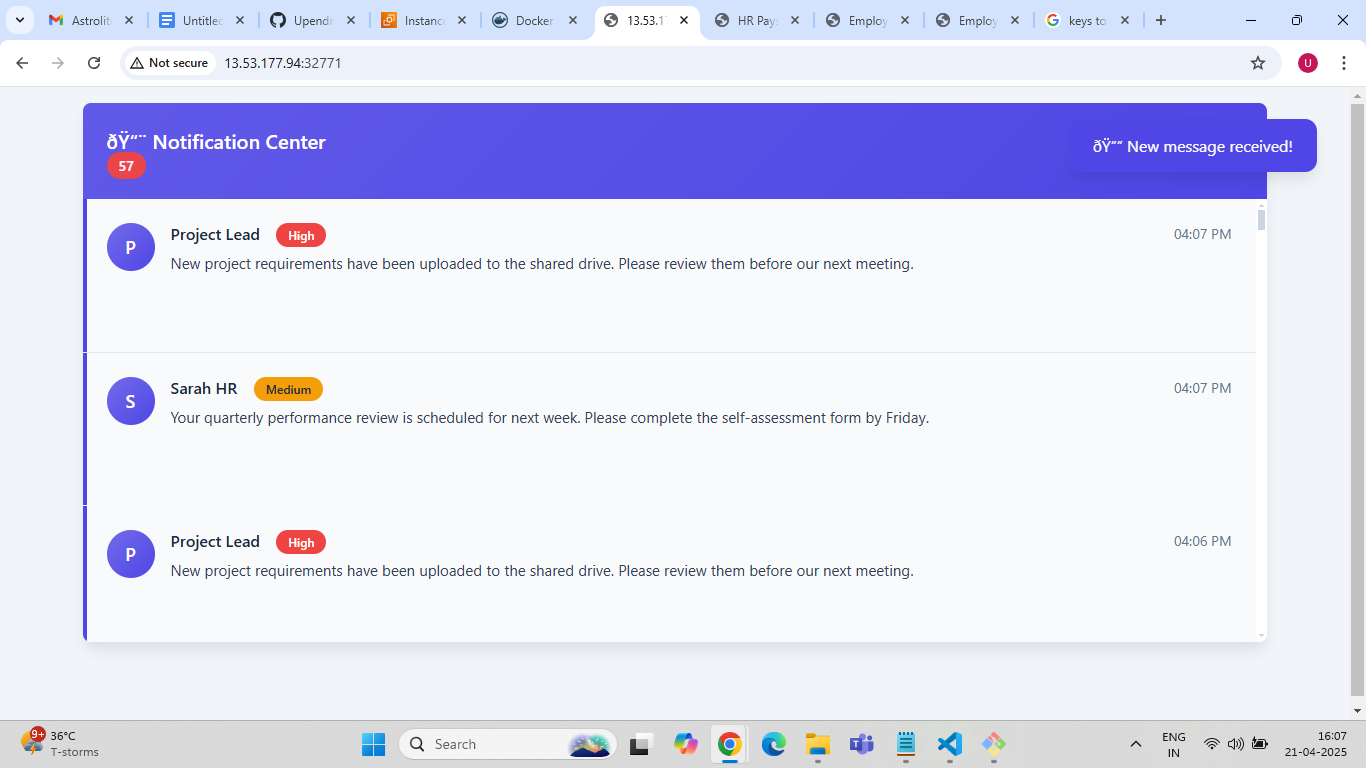 Astrolit
Untitled
Upendr
Instance
Docker
13.53.17
HR Pay
Employ
Employ
keys to
Not secure
13.53.177.94:32771
U
ðŸ“¨ Notification Center
57
ðŸ”” New message received!
P
Project Lead
High
04:07 PM
New project requirements have been uploaded to the shared drive. Please review them before our next meeting.
S
Sarah HR
Medium
04:07 PM
Your quarterly performance review is scheduled for next week. Please complete the self-assessment form by Friday.
P
Project Lead
High
04:06 PM
New project requirements have been uploaded to the shared drive. Please review them before our next meeting.
9+
36°C
T-storms
Search
ENG
IN
16:07
21-04-2025